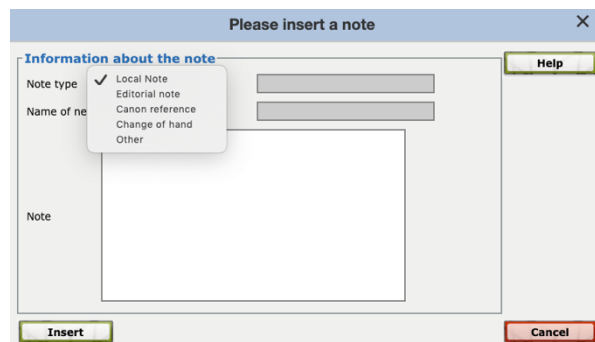 Please insert a note
Information about the note
Help
Note type
Local Note
Editorial note
Name of ne
Canon reference
Change of hand
Other
Note
Insert
Cancel